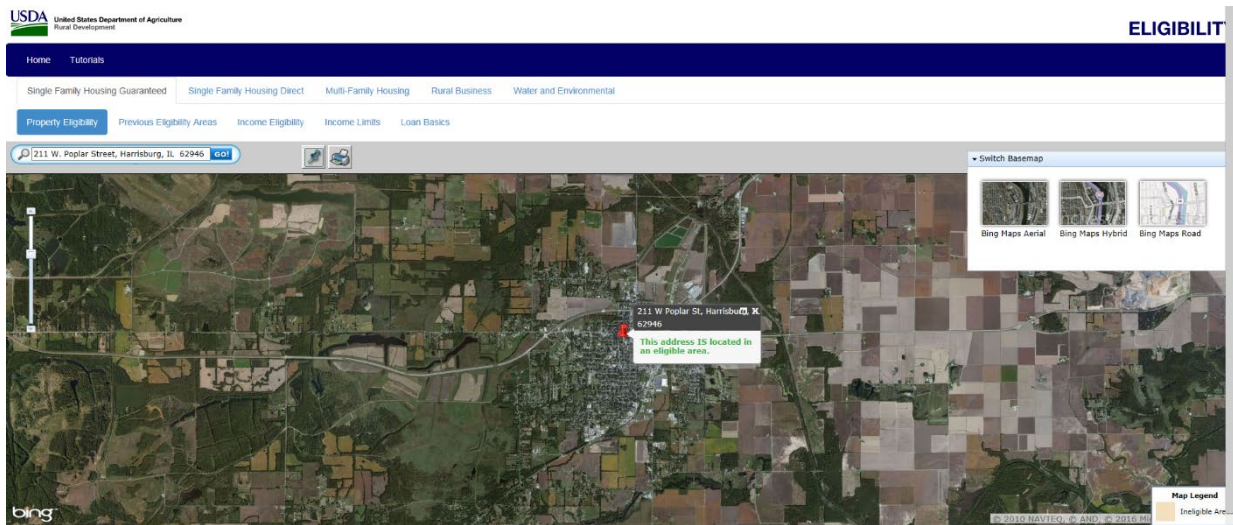 USDA
United States Department of Agriculture
Rural Development
ELIGIBILITY
Home Tutorials
Single Family Housing Guaranteed Single Family Housing Direct Multi-Family Housing Rural Business Water and Environmental
Property Eligibility Previous Eligibility Areas Income Eligibility Income Limits Loan Basics
211 W. Poplar Street, Harrisburg, IL 62946 GO!
Switch Basemap
Bing Maps Aerial Bing Maps Hybrid Bing Maps Road
211 W Poplar St, Harrisburg,
62946
This address IS located in
an eligible area.
Map Legend
Ineligible Are
bing
© 2010 NAVTEQ, © AND, © 2016 Mi